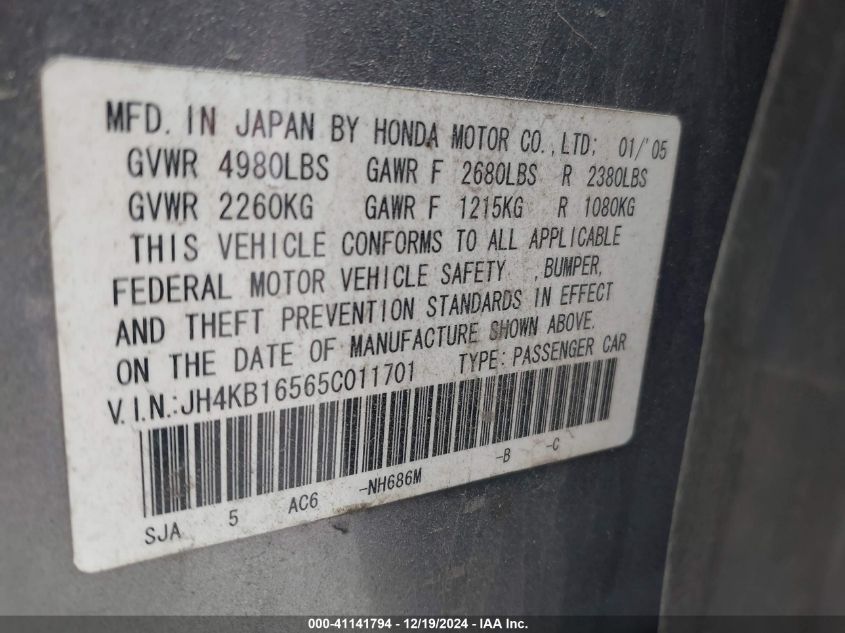 MFD. IN JAPAN BY HONDA MOTOR CO.,LTD; 01/'05
GVWR 4980LBS GAWR F 2680LBS R 2380LBS
GVWR 2260KG GAWR F 1215KG R 1080KG
THIS VEHICLE CONFORMS TO ALL APPLICABLE
FEDERAL MOTOR VEHICLE SAFETY ,BUMPER,
AND THEFT PREVENTION STANDARDS IN EFFECT
ON THE DATE OF MANUFACTURE SHOWN ABOVE.
V.I.N.:JH4KB16565C011701 TYPE:PASSENGER CAR
SJA 5 AC6 -NH686M -B -C
000-41141794 - 12/19/2024 - IAA Inc.